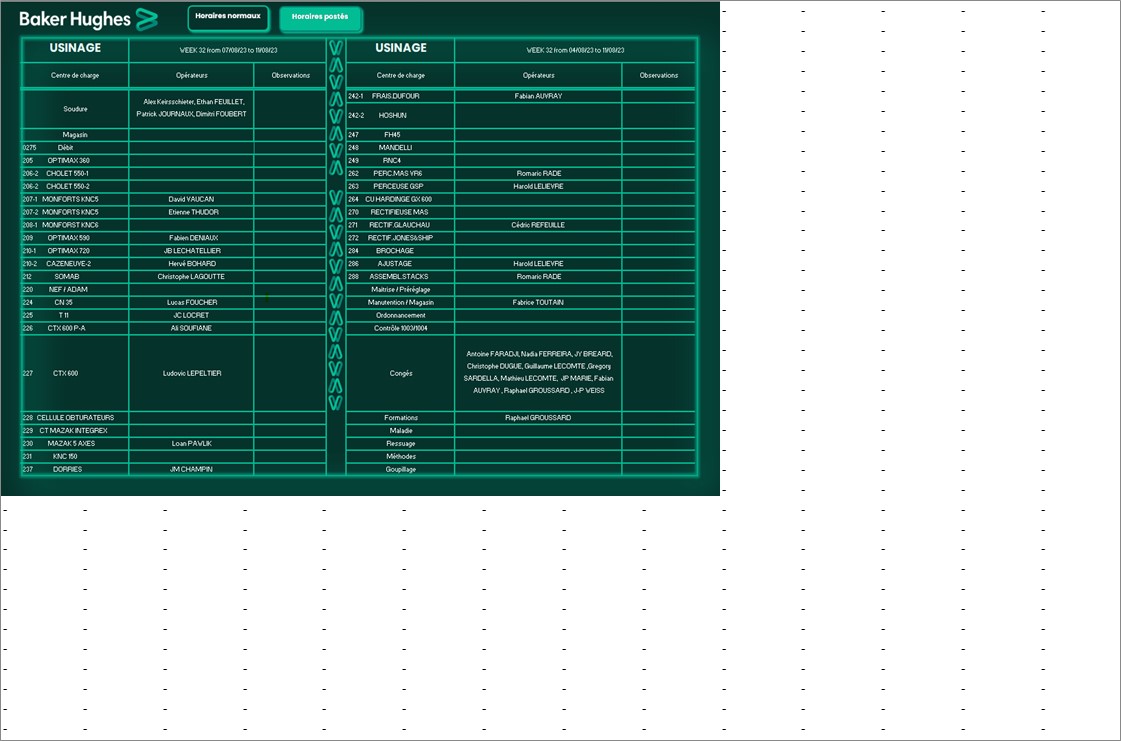 Baker Hughes
Horaires normaux
Horaires postés
USINAGE WEEK 32 from 07/08/23 to 11/08/23
Centre de charge Opérateurs Observations
Soudure Alex Keirsschieter, Ethan FEUILLET,
Patrick JOURNAUX, Dimitri FOUBERT
Magasin
0275 Débit
205 OPTIMAX 360
206-2 CHOLET 550-1
206-2 CHOLET 550-2
207-1 MONFORTS KNC5 David VAUCAN
207-2 MONFORTS KNC5 Etienne THUDOR
208-1 MONFORST KNC6
209 OPTIMAX 590 Fabien DENIAUX
210-1 OPTIMAX 720 JB LECHATELLIER
210-2 CAZENEUVE-2 Hervé BOHARD
212 SOMAB Christophe LAGOUTTE
220 NEF / ADAM
224 CN 35 Lucas FOUCHER
225 T 11 JC LOCRET
226 CTX 600 P-A Ali SOUFIANE
227 CTX 600 Ludovic LEPELTIER
228 CELLULE OBTURATEURS
229 CT MAZAK INTEGREX
230 MAZAK 5 AXES Loan PAVLIK
231 KNC 150
237 DORRIES JM CHAMPIN
USINAGE WEEK 32 from 04/08/23 to 11/08/23
Centre de charge Opérateurs Observations
242-1 FRAIS.DUFOUR Fabian AUVRAY
242-2 HOSHUN
247 FH45
248 MANDELLI
249 RNC4
262 PERC.MAS VR6 Romaric RADE
263 PERCEUSE GSP Harold LELIEVRE
264 CU HARDINGE GX 600
270 RECTIFIEUSE MAS
271 RECTIF.GLAUCHAU Cédric REFEUILLE
272 RECTIF.JONES&SHIP
284 BROCHAGE
286 AJUSTAGE Harold LELIEVRE
288 ASSEMBL.STACKS Romaric RADE
Maitrise / Préréglage
Manutention / Magasin Fabrice TOUTAIN
Ordonnancement
Contrôle 1003/1004
Congés Antoine FARADJI, Nadia FERREIRA, JY BREARD,
Christophe DUGUE, Guillaume LECOMTE ,Gregory
SARDELLA, Mathieu LECOMTE, JP MARIE, Fabian
AUVRAY , Raphael GROUSSARD , J-P WEISS
Formations Raphael GROUSSARD
Maladie
Ressuage
Méthodes
Goupillage